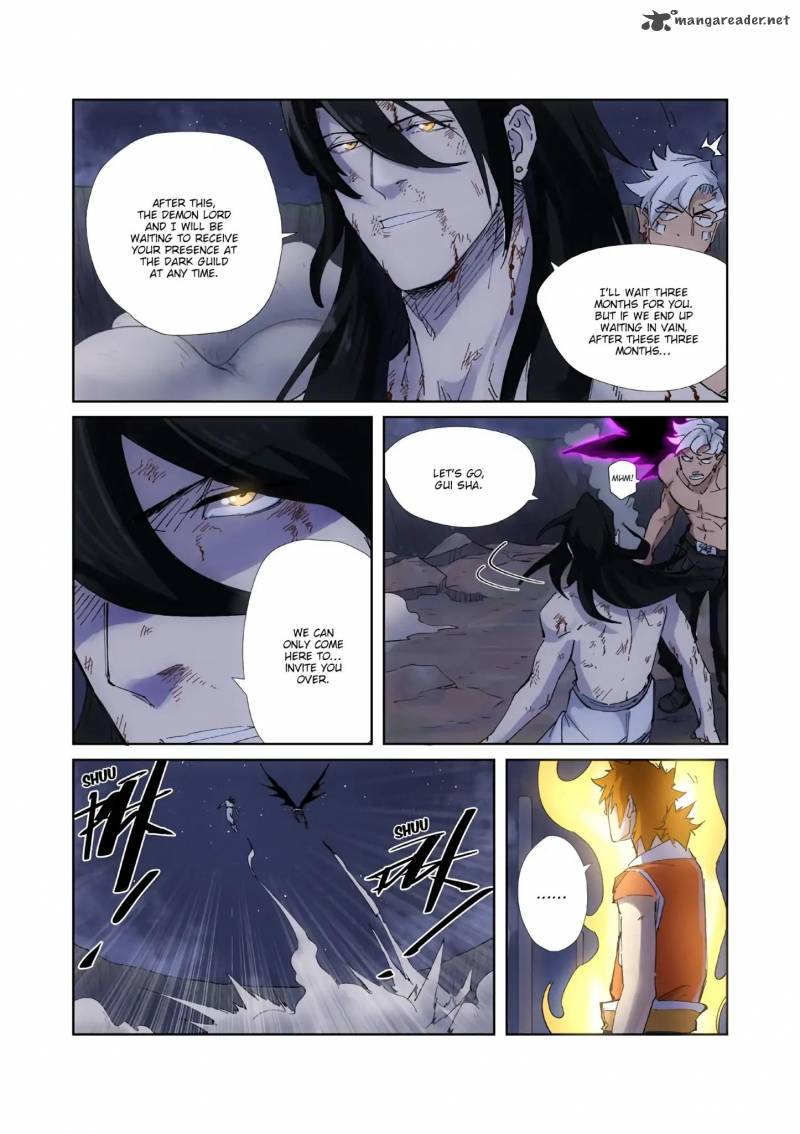 mangareader.net
AFTER THIS,
THE DEMON LORD
AND I WILL BE
WAITING TO RECEIVE
YOUR PRESENCE AT
THE DARK GUILD
AT ANY TIME.
I'LL WAIT THREE
MONTHS FOR YOU.
BUT IF WE END UP
WAITING IN VAIN,
AFTER THESE THREE
MONTHS...
WE CAN
ONLY COME
HERE TO...
INVITE YOU
OVER.
LET'S GO,
GUI SHA.
MHM!
SHUU
SHUU
......